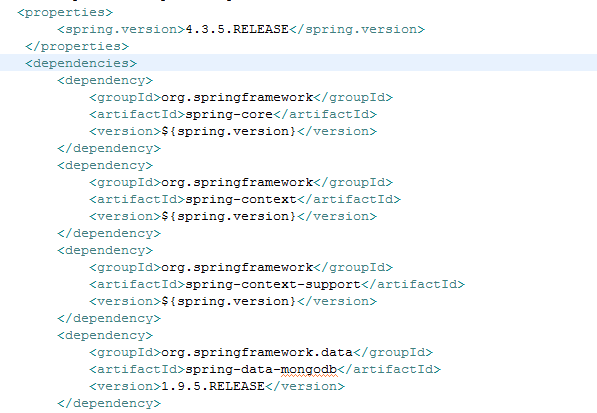 <properties>
<spring.version>4.3.5.RELEASE</spring.version>
</properties>
<dependencies>
<dependency>
<groupId>org.springframework</groupId>
<artifactId>spring-core</artifactId>
<version>${spring.version}</version>
</dependency>
<dependency>
<groupId>org.springframework</groupId>
<artifactId>spring-context</artifactId>
<version>${spring.version}</version>
</dependency>
<dependency>
<groupId>org.springframework</groupId>
<artifactId>spring-context-support</artifactId>
<version>${spring.version}</version>
</dependency>
<dependency>
<groupId>org.springframework.data</groupId>
<artifactId>spring-data-mongodb</artifactId>
<version>1.9.5.RELEASE</version>
</dependency>